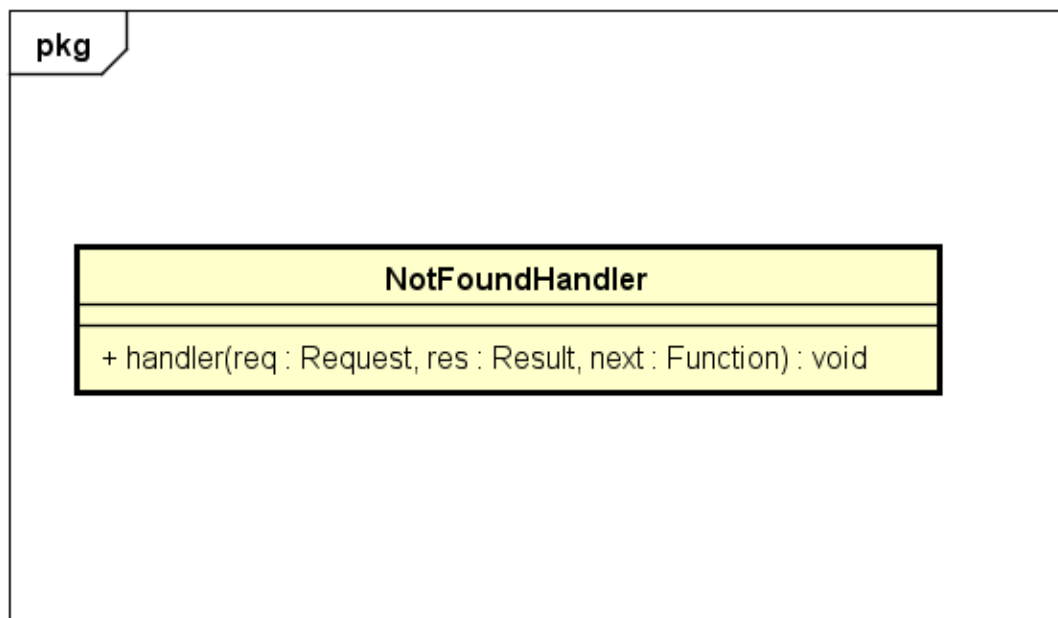 pkg
NotFoundHandler
+ handler(req : Request, res : Result, next : Function) : void